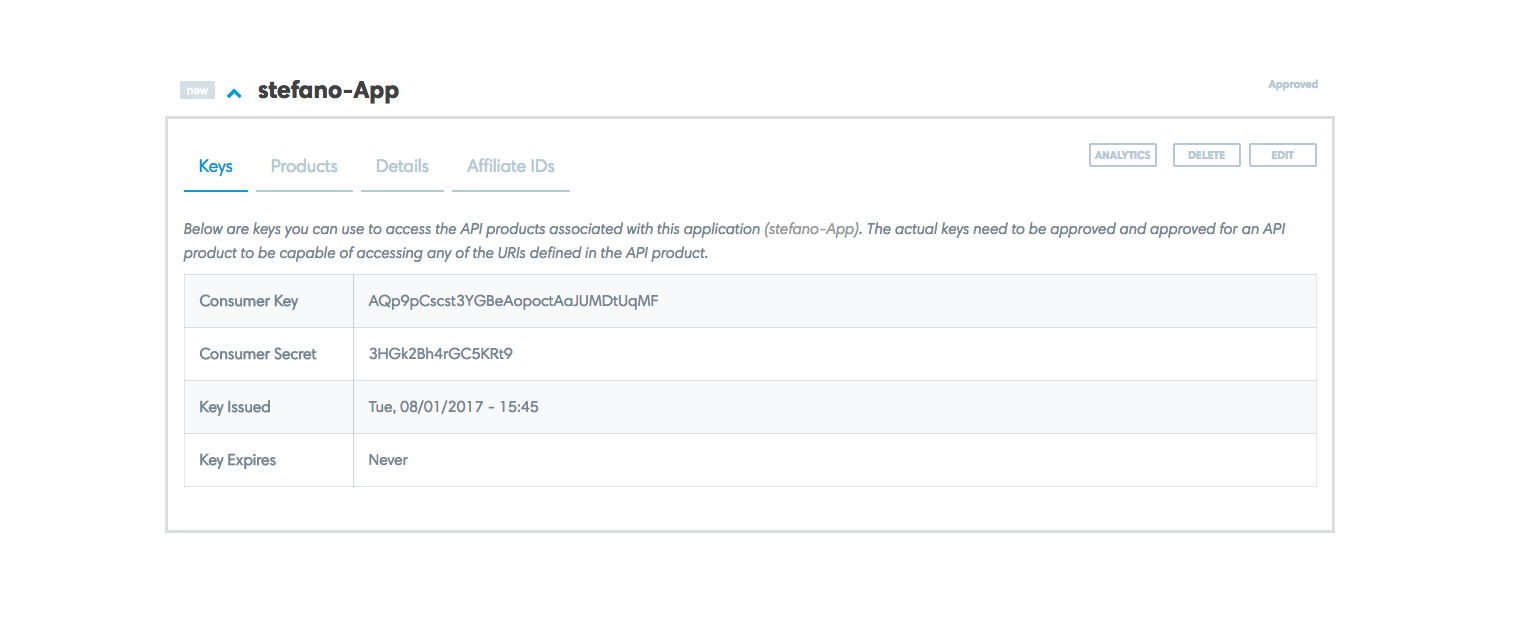 new
stefano-App
Approved
Keys
Products
Details
Affiliate IDs
ANALYTICS
DELETE
EDIT
Below are keys you can use to access the API products associated with this application (stefano-App). The actual keys need to be approved and approved for an API
product to be capable of accessing any of the URIs defined in the API product.
Consumer Key AQp9pCscst3YGBeAopoctAaJUMDtUqMF
Consumer Secret 3HGk2Bh4rGC5KRt9
Key Issued Tue, 08/01/2017 - 15:45
Key Expires Never